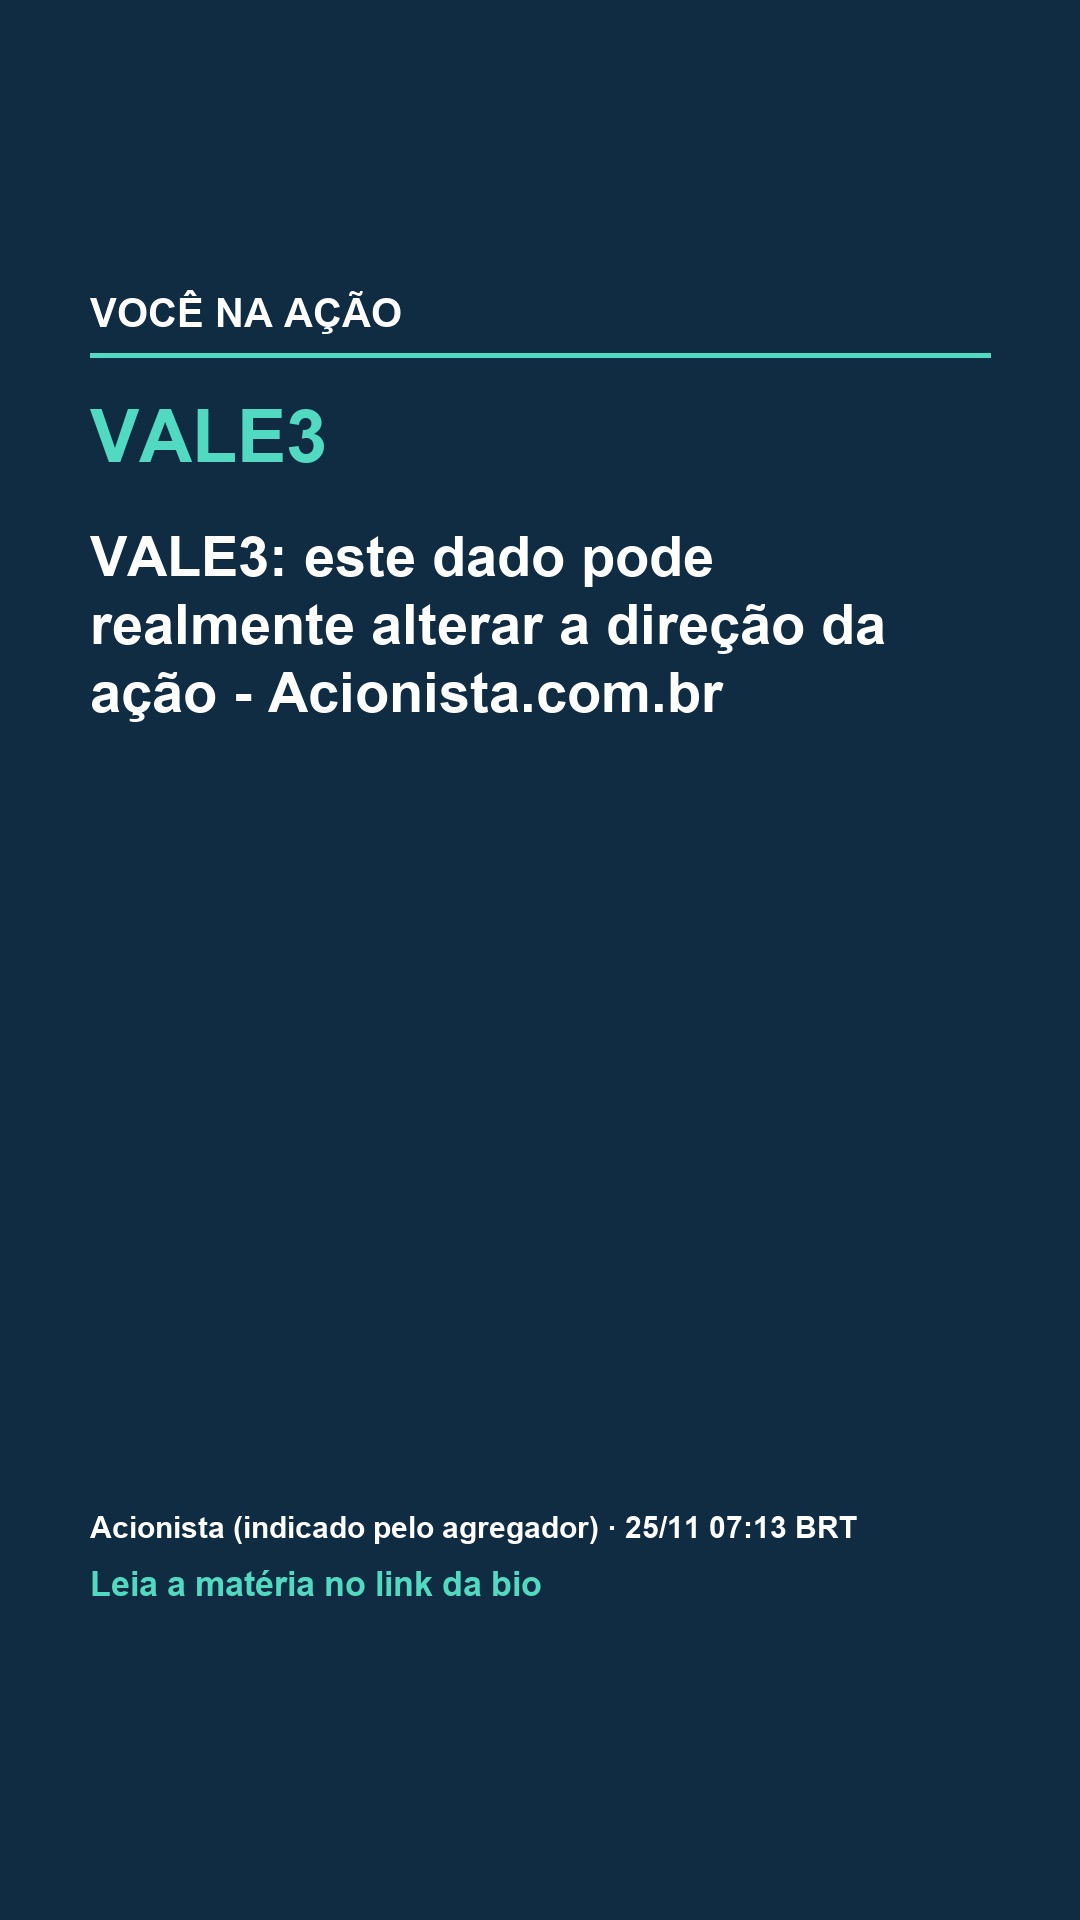 VOCÊ NA AÇÃO
VALE3
VALE3: este dado pode
realmente alterar a direção da
ação - Acionista.com.br
Acionista (indicado pelo agregador) · 25/11 07:13 BRT
Leia a matéria no link da bio